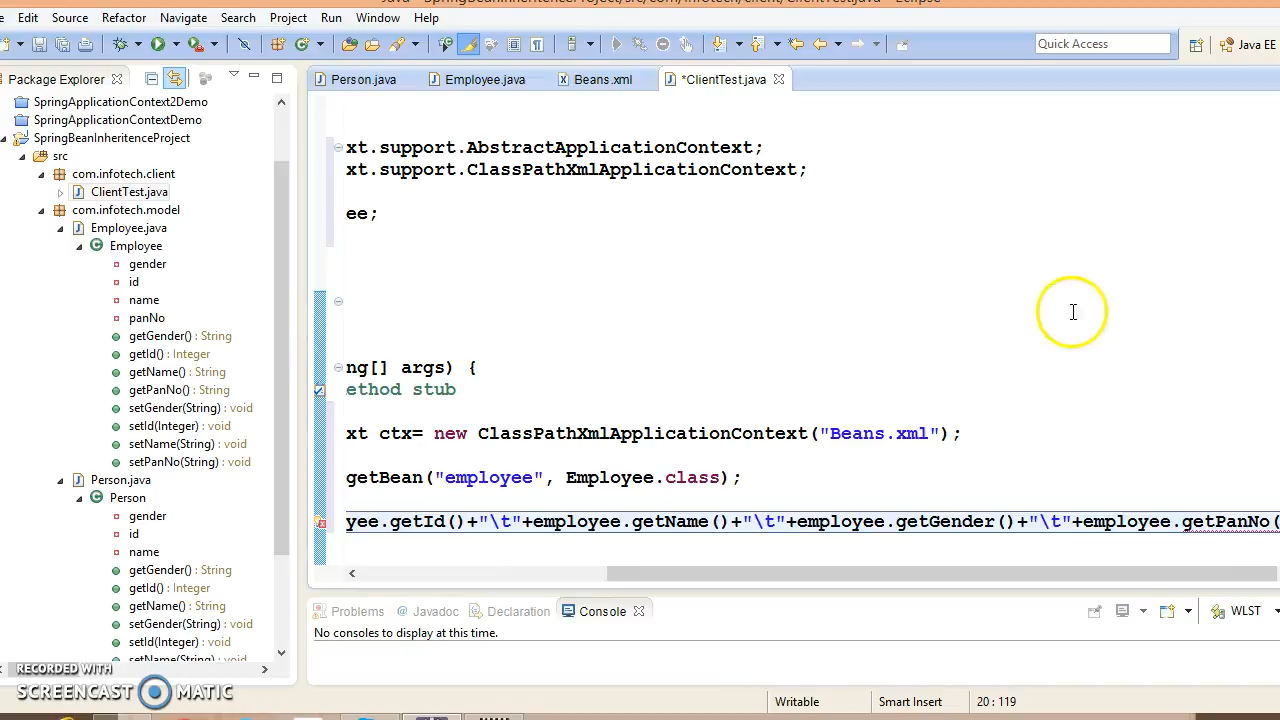 Edit Source Refactor Navigate Search Project Run Window Help
Quick Access
Java EE
Package Explorer
Person.java
Employee.java
Beans.xml
*ClientTest.java
SpringApplicationContext2Demo
SpringApplicationContextDemo
SpringBeanInheritenceProject
src
com.infotech.client
ClientTest.java
com.infotech.model
Employee.java
Employee
gender
id
name
panNo
getGender() : String
getId() : Integer
getName() : String
getPanNo() : String
setGender(String) : void
setId(Integer) : void
setName(String) : void
setPanNo(String) : void
Person.java
Person
gender
id
name
getGender() : String
getId() : Integer
getName() : String
setGender(String) : void
setId(Integer) : void
setName(String) : void
xt.support.AbstractApplicationContext;
xt.support.ClassPathXmlApplicationContext;
ee;
ng[] args) {
ethod stub
xt ctx= new ClassPathXmlApplicationContext("Beans.xml");
getBean("employee", Employee.class);
yee.getId()+"\t"+employee.getName()+"\t"+employee.getGender()+"\t"+employee.getPanNo(
Problems
Javadoc
Declaration
Console
WLST
No consoles to display at this time.
RECORDED WITH
SCREENCAST MATIC
Writable
Smart Insert
20 : 119